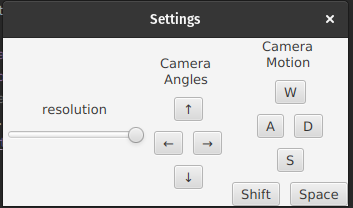 Settings
×
resolution
Camera
Angles
↑
← →
↓
Camera
Motion
W
A D
S
Shift Space